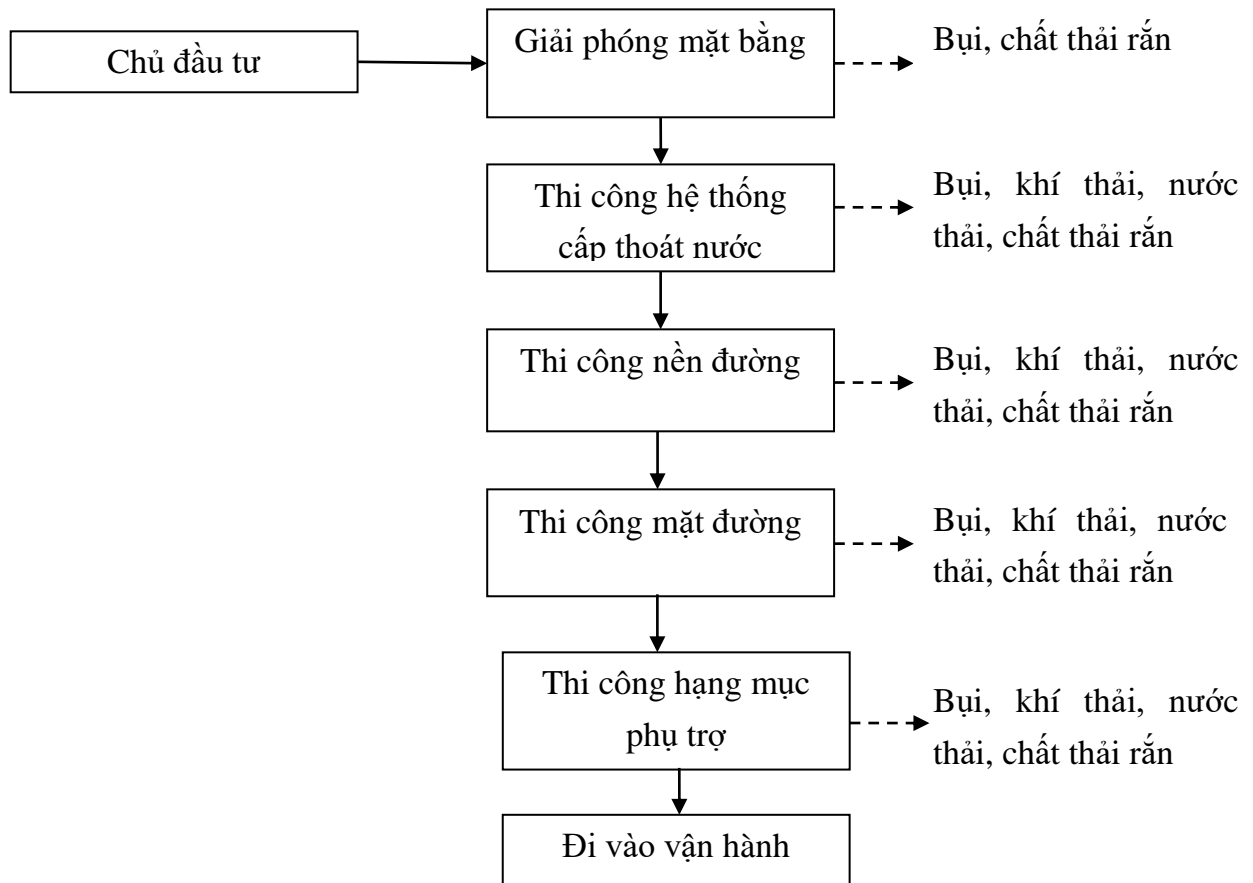 Chủ đầu tư
Giải phóng mặt bằng
Bụi, chất thải rắn
Thi công hệ thống
cấp thoát nước
Bụi, khí thải, nước
thải, chất thải rắn
Thi công nền đường
Bụi, khí thải, nước
thải, chất thải rắn
Thi công mặt đường
Bụi, khí thải, nước
thải, chất thải rắn
Thi công hạng mục
phụ trợ
Bụi, khí thải, nước
thải, chất thải rắn
Đi vào vận hành